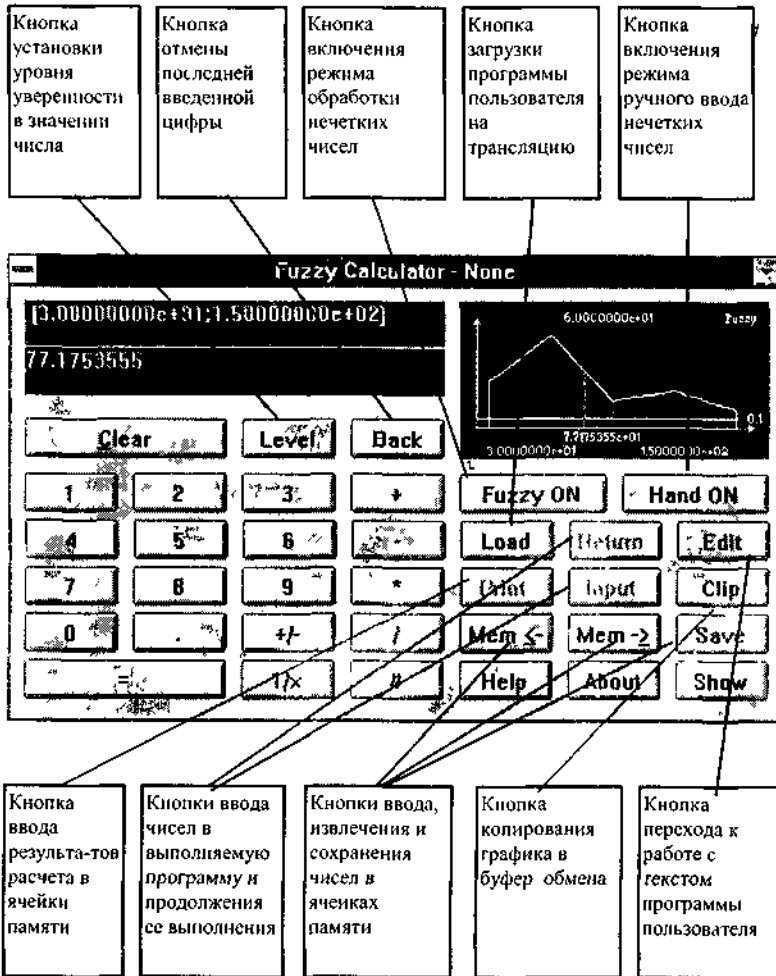 Кнопка
установки
уровня
уверенности
в значении
числа
Кнопка
отмены
последней
введенной
цифры
Кнопка
включения
режима
обработки
нечетких
чисел
Кнопка
загрузки
программы
пользователя
на
трансляцию
Кнопка
включения
режима
ручного ввода
нечетких
чисел
Fuzzy Calculator - None
[3.00000000e+01;1.50000000e+02]
77.1753555
6.0000000e+01 Fuzzy
0.1
7.7175355e+01
3.0000000e+01 1.5000000e+02
Clear Level Back
1 2 3 + Fuzzy ON Hand ON
4 5 6 - Load Return Edit
7 8 9 * Print Input Clip
0 . +/- / Mem <- Mem -> Save
= 1/x # Help About Show
Кнопка
ввода
результа-тов
расчета в
ячейки
памяти
Кнопки ввода
чисел в
выполняемую
программу и
продолжения
ее выполнения
Кнопки ввода,
извлечения и
сохранения
чисел в
ячейках
памяти
Кнопка
копирования
графика в
буфер обмена
Кнопка
перехода к
работе с
текстом
программы
пользователя